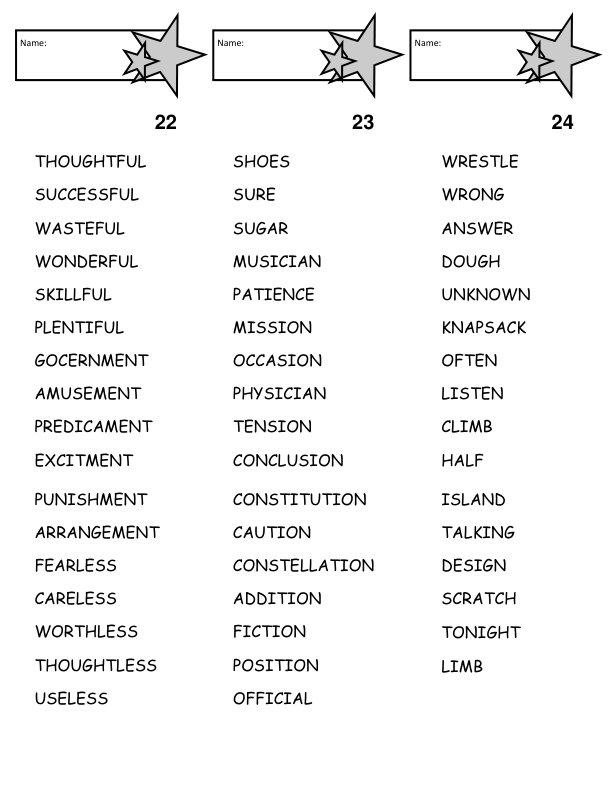 Name:
Name:
Name:
22
THOUGHTFUL
SUCCESSFUL
WASTEFUL
WONDERFUL
SKILLFUL
PLENTIFUL
GOCERNMENT
AMUSEMENT
PREDICAMENT
EXCITMENT
PUNISHMENT
ARRANGEMENT
FEARLESS
CARELESS
WORTHLESS
THOUGHTLESS
USELESS
23
SHOES
SURE
SUGAR
MUSICIAN
PATIENCE
MISSION
OCCASION
PHYSICIAN
TENSION
CONCLUSION
CONSTITUTION
CAUTION
CONSTELLATION
ADDITION
FICTION
POSITION
OFFICIAL
24
WRESTLE
WRONG
ANSWER
DOUGH
UNKNOWN
KNAPSACK
OFTEN
LISTEN
CLIMB
HALF
ISLAND
TALKING
DESIGN
SCRATCH
TONIGHT
LIMB